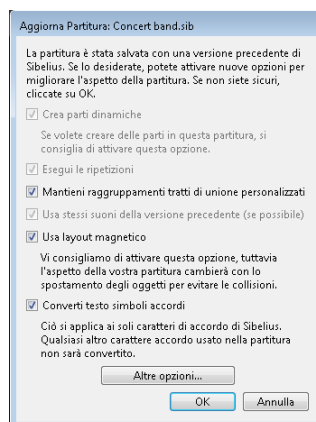 Aggiorna Partitura: Concert band.sib
La partitura è stata salvata con una versione precedente di
Sibelius. Se lo desiderate, potete attivare nuove opzioni per
migliorare l'aspetto della partitura. Se non siete sicuri,
cliccate su OK.
Crea parti dinamiche
Se volete creare delle parti in questa partitura, si
consiglia di attivare questa opzione.
Esegui le ripetizioni
Mantieni raggruppamenti tratti di unione personalizzati
Usa stessi suoni della versione precedente (se possibile)
Usa layout magnetico
Vi consigliamo di attivare questa opzione, tuttavia
l'aspetto della vostra partitura cambierà con lo
spostamento degli oggetti per evitare le collisioni.
Converti testo simboli accordi
Ciò si applica ai soli caratteri di accordo di Sibelius.
Qualsiasi altro carattere accordo usato nella partitura
non sarà convertito.
Altre opzioni...
OK Annulla